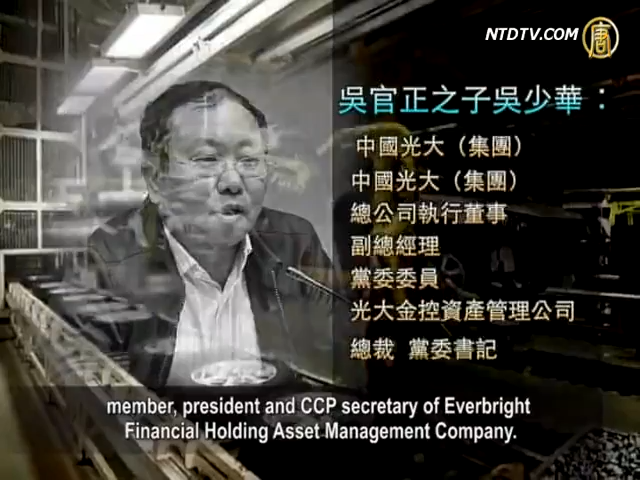 NTDTV.COM
唐
吳官正之子吳少華：
中國光大（集團）
中國光大（集團）
總公司執行董事
副總經理
黨委委員
光大金控資產管理公司
總裁 黨委書記
member, president and CCP secretary of Everbright
Financial Holding Asset Management Company.